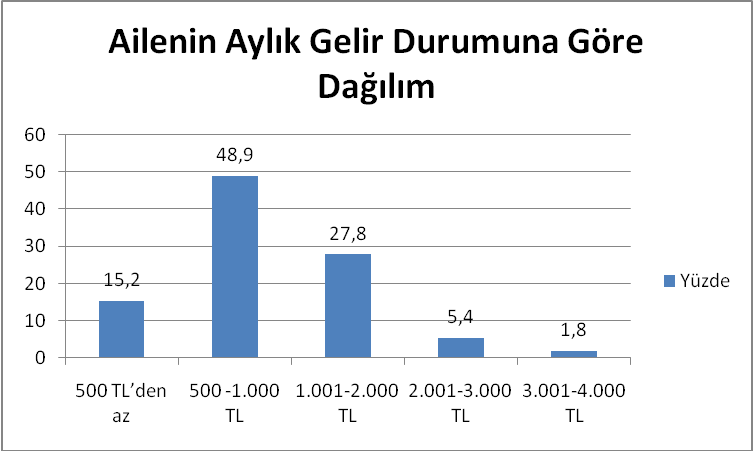 Ailenin Aylık Gelir Durumuna Göre
Dağılım
60
50
40
30
20
10
0
15,2
48,9
27,8
5,4
1,8
500 TL’den
az
500 -1.000
TL
1.001-2.000
TL
2.001-3.000
TL
3.001-4.000
TL
Yüzde